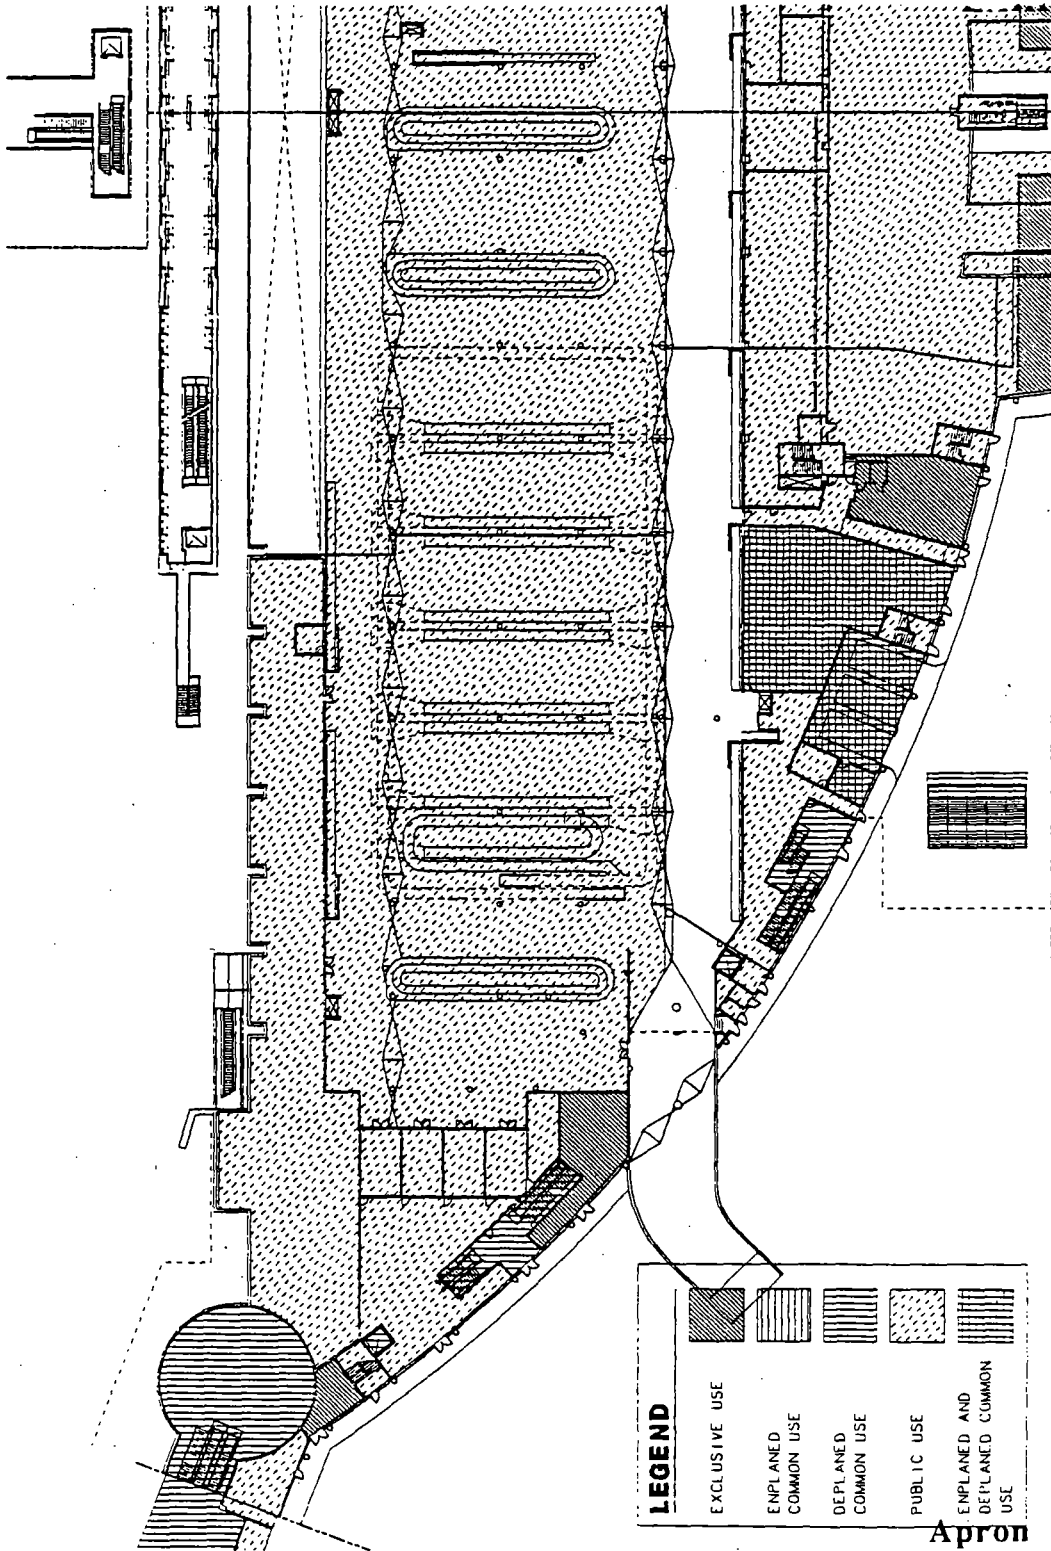 LEGEND
EXCLUSIVE USE
ENPLANED
COMMON USE
DEPLANED
COMMON USE
PUBLIC USE
ENPLANED AND
DEPLANED COMMON
USE
Apron